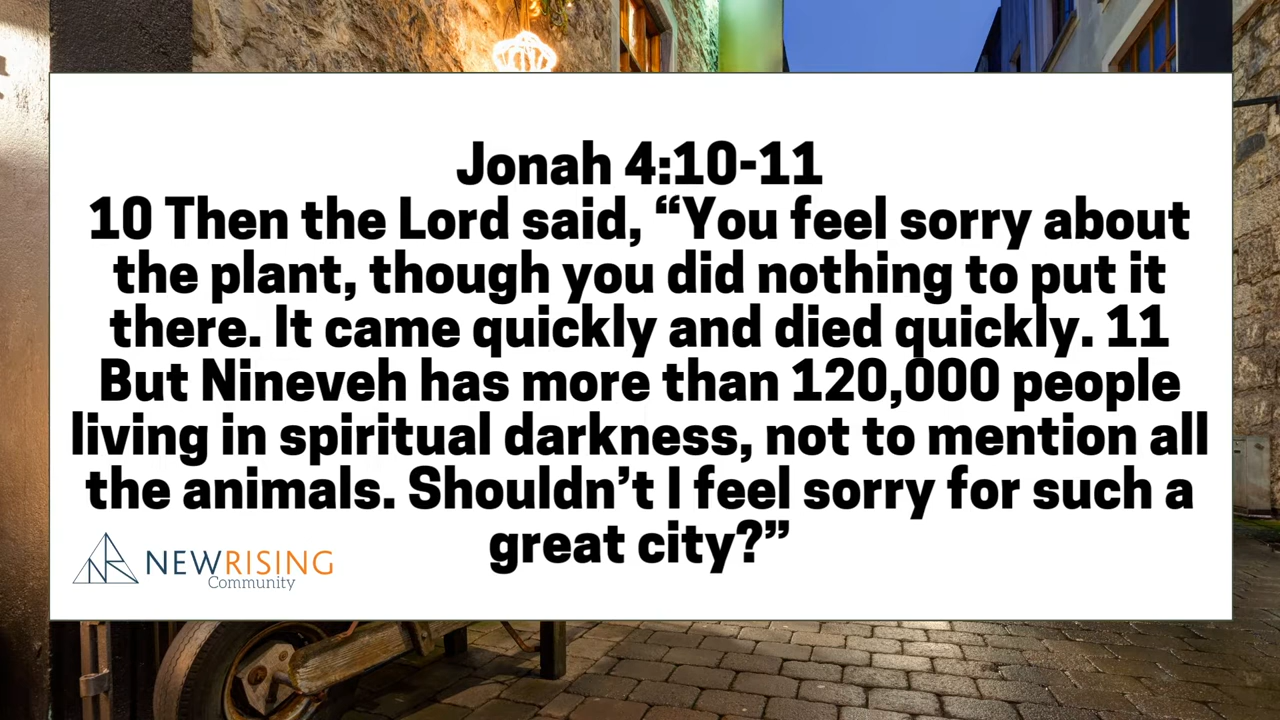 Jonah 4:10-11
10 Then the Lord said, “You feel sorry about
the plant, though you did nothing to put it
there. It came quickly and died quickly. 11
But Nineveh has more than 120,000 people
living in spiritual darkness, not to mention all
the animals. Shouldn’t I feel sorry for such a
great city?”
NEWRISING
Community